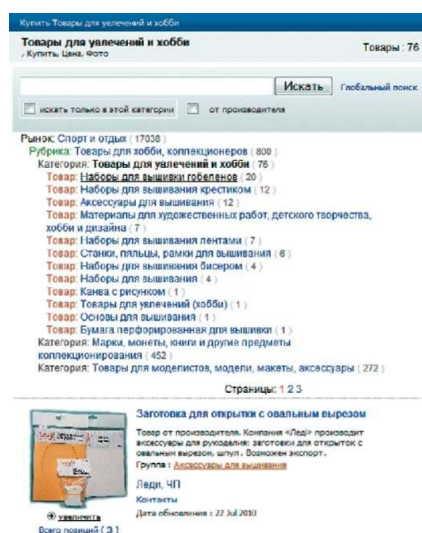 Купить Товары для увлечений и хобби
Товары для увлечений и хобби
, Купить, Цена, Фото
Товары : 76
Искать Глобальный поиск
искать только в этой категории от производителя
Рынок: Спорт и отдых ( 17038 )
Рубрика: Товары для хобби, коллекционеров ( 800 )
Категория: Товары для увлечений и хобби ( 76 )
Товар: Наборы для вышивки гобеленов ( 20 )
Товар: Наборы для вышивания крестиком ( 12 )
Товар: Аксессуары для вышивания ( 12 )
Товар: Материалы для художественных работ, детского творчества,
хобби и дизайна ( 7 )
Товар: Наборы для вышивания лентами ( 7 )
Товар: Станки, пяльцы, рамки для вышивания ( 6 )
Товар: Наборы для вышивания бисером ( 4 )
Товар: Наборы для вышивания ( 4 )
Товар: Канва с рисунком ( 1 )
Товар: Товары для увлечений (хобби) ( 1 )
Товар: Основы для вышивания ( 1 )
Товар: Бумага перфорированная для вышивки ( 1 )
Категория: Марки, монеты, книги и другие предметы
коллекционирования ( 452 )
Категория: Товары для моделистов, модели, макеты, аксессуары ( 272 )
Страницы: 1 2 3
Заготовка для открытки с овальным вырезом
Товар от производителя. Компания «Леді» производит
аксессуары для рукоделия: заготовки для открыток с
овальным вырезом, шпул. Возможен экспорт.
Группа : Аксессуары для вышивания
Леди, ЧП
Контакты
Дата обновления : 22 Jul 2010
увеличить
Всего позиций ( 3 )